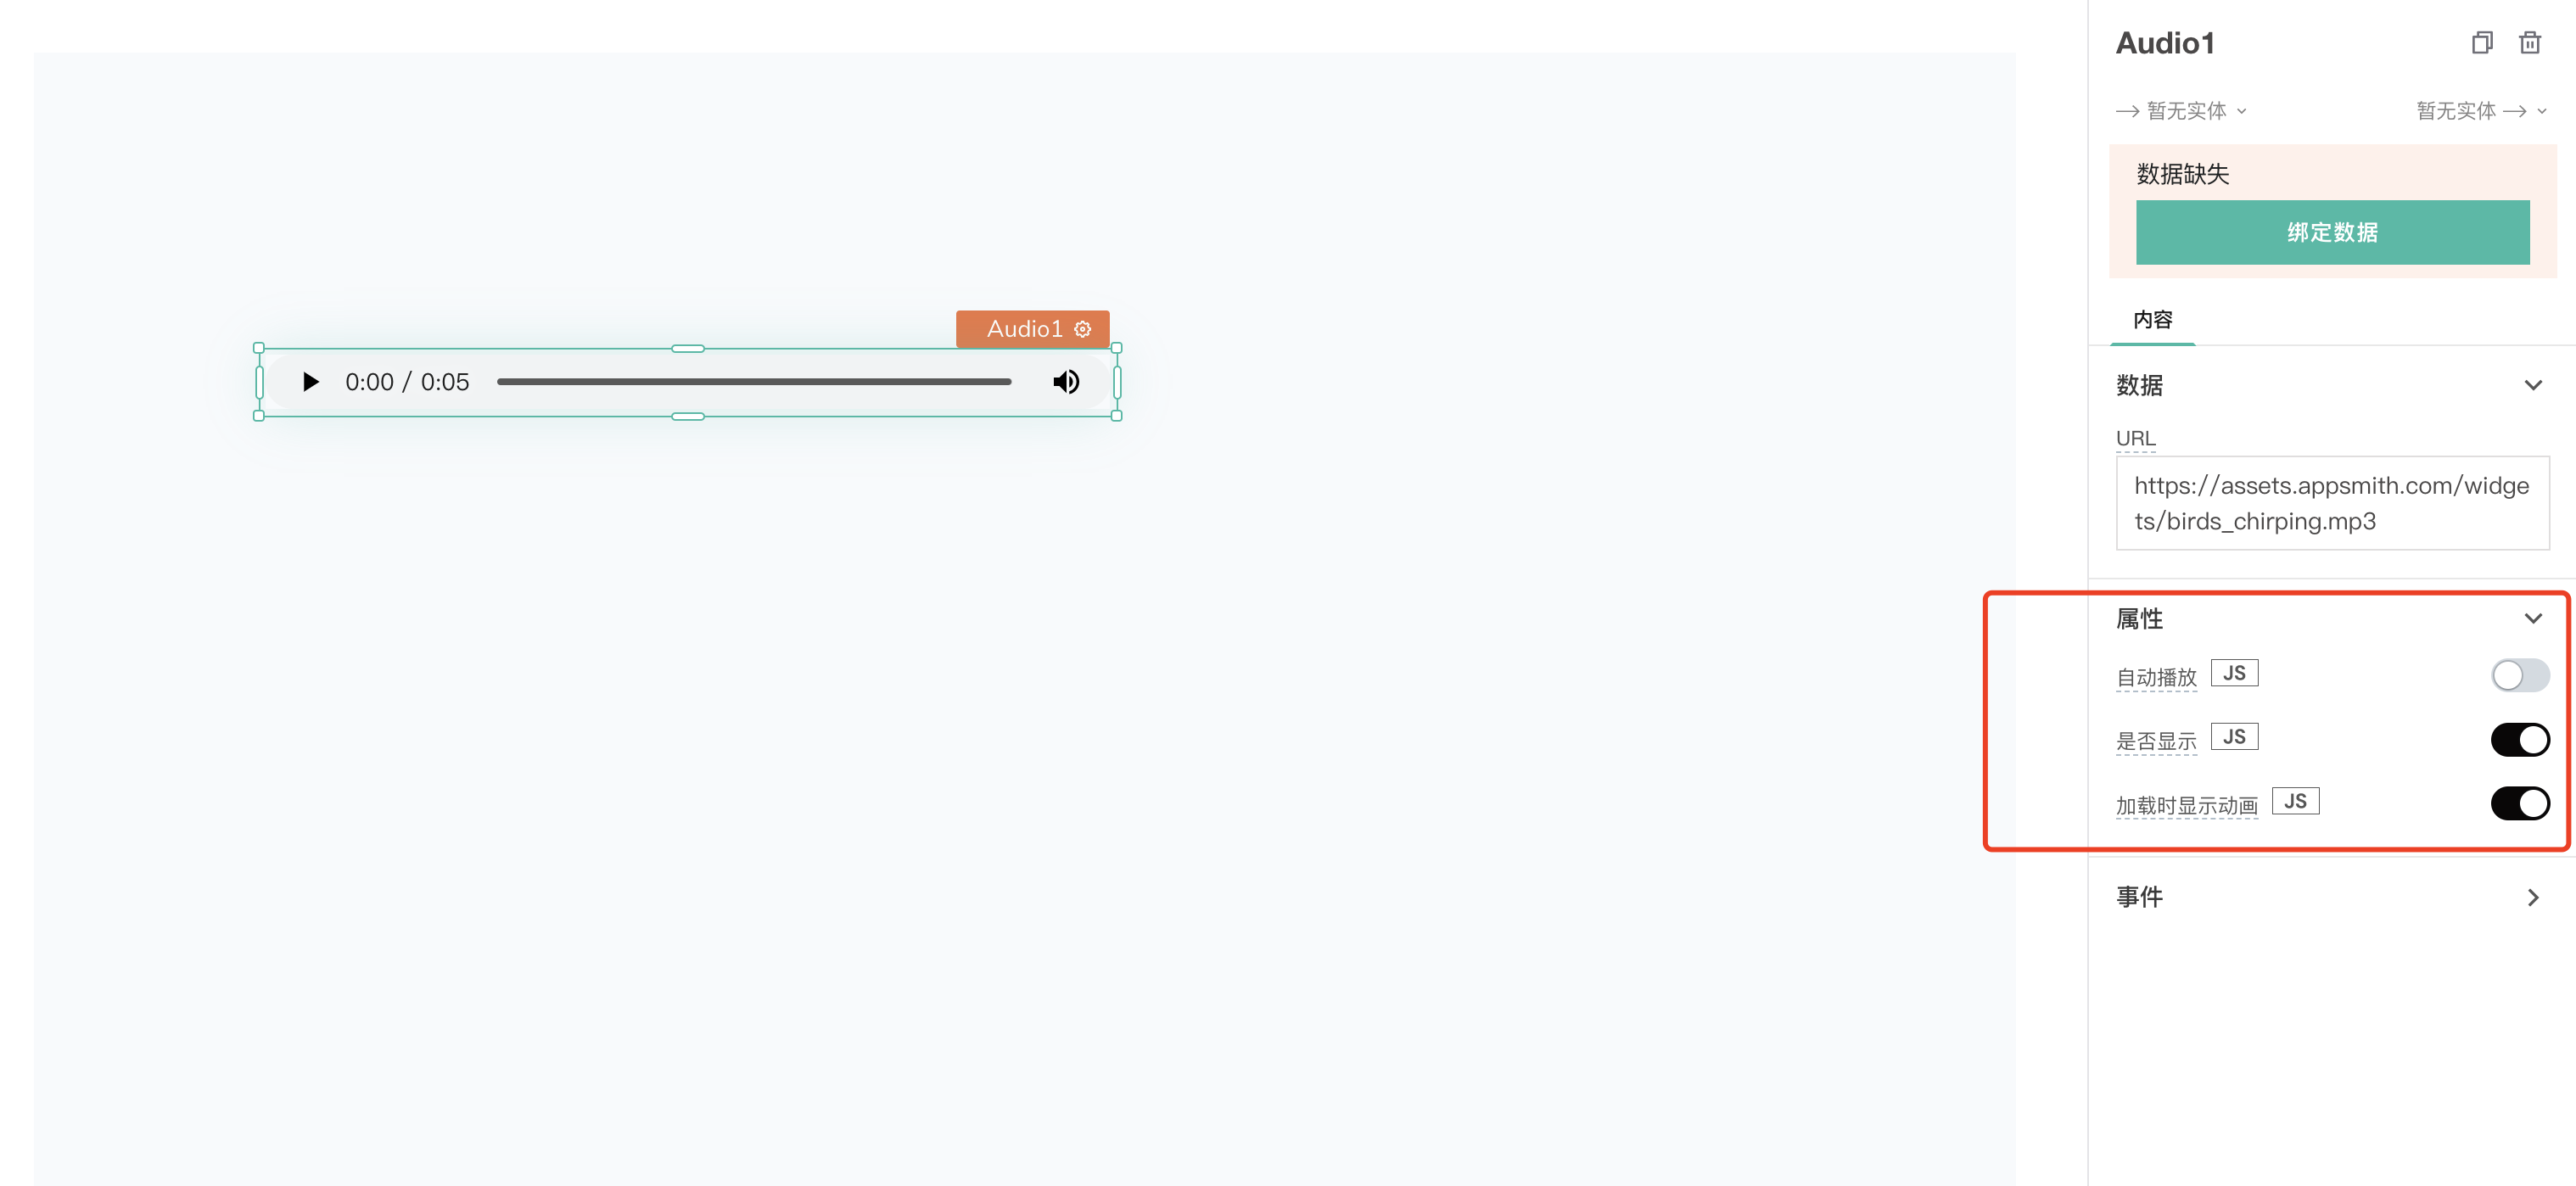 Audio1
暂无实体
暂无实体
数据缺失
绑定数据
内容
数据
URL
https://assets.appsmith.com/widge
ts/birds_chirping.mp3
属性
自动播放 JS
是否显示 JS
加载时显示动画 JS
事件
Audio1
0:00 / 0:05